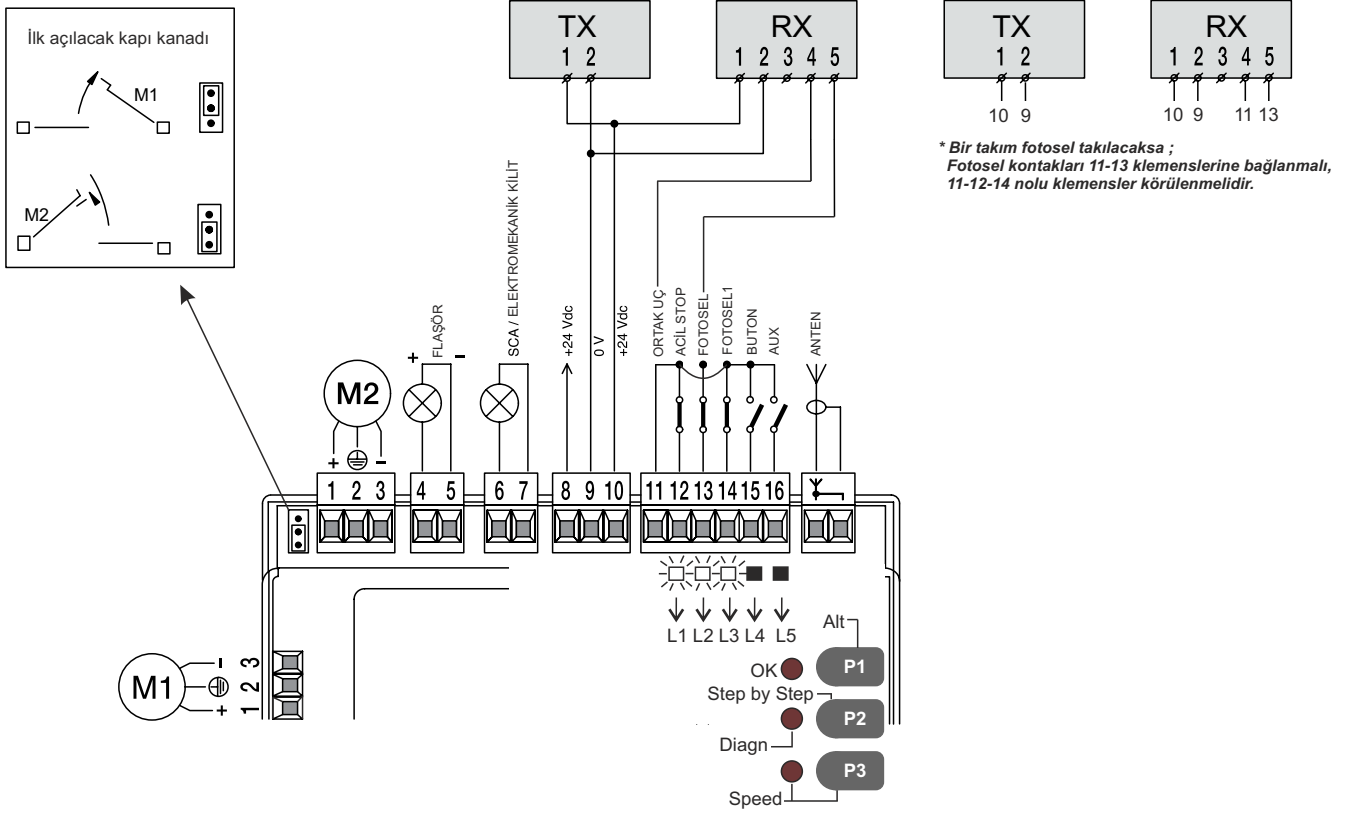 İlk açılacak kapı kanadı
M1
M2
TX
1 2
RX
1 2 3 4 5
TX
1 2
10 9
RX
1 2 3 4 5
10 9 11 13
* Bir takım fotosel takılacaksa ;
Fotosel kontakları 11-13 klemenslerine bağlanmalı,
11-12-14 nolu klemensler körülenmelidir.
M2
+ -
+ FLAŞÖR -
SCA / ELEKTROMEKANİK KİLİT
+24 Vdc
0 V
+24 Vdc
ORTAK UÇ
ACİL STOP
FOTOSEL
FOTOSEL1
BUTON
AUX
ANTEN
1 2 3
4 5
6 7
8 9 10
11 12 13 14 15 16
L1 L2 L3 L4 L5
Alt
OK
P1
Step by Step
P2
Diagn
P3
Speed
M1
- 3
2
+ 1